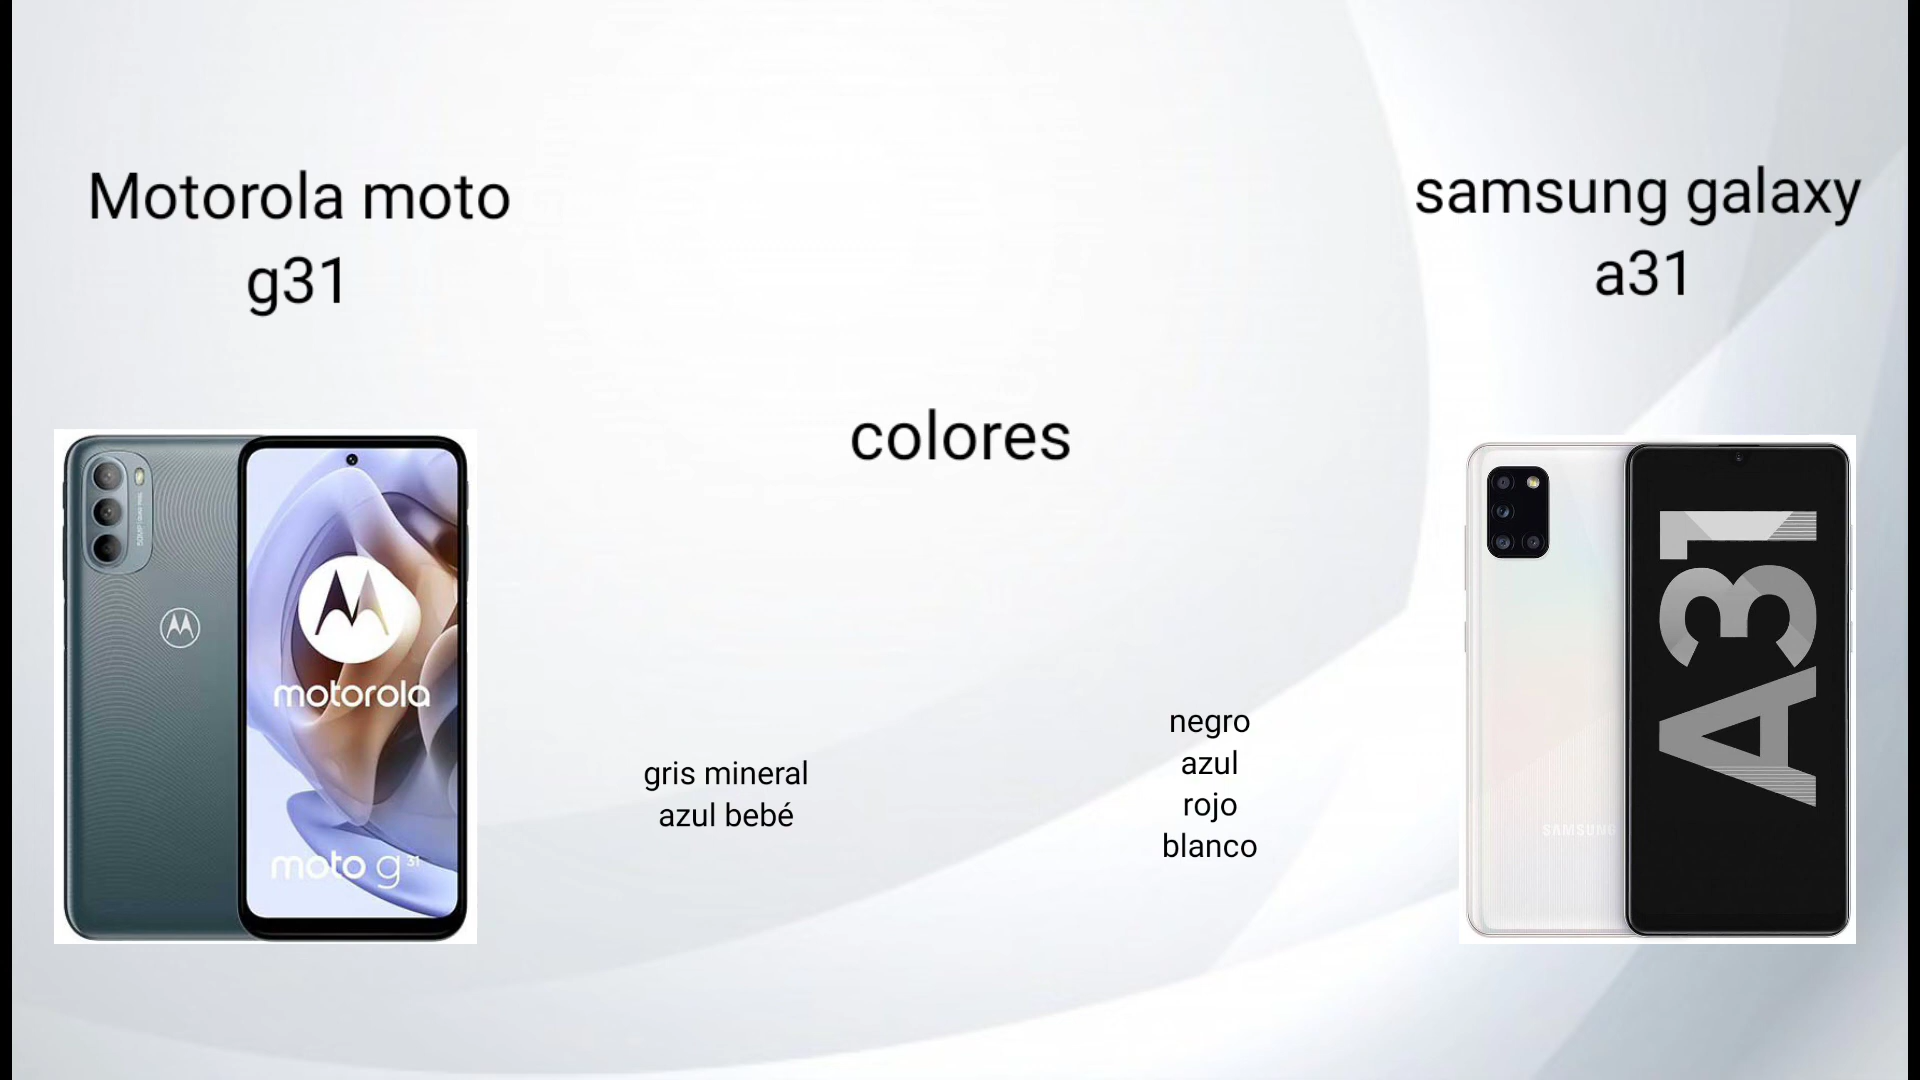 Motorola moto
g31
samsung galaxy
a31
colores
motorola
moto g31
gris mineral
azul bebé
negro
azul
rojo
blanco
SAMSUNG
A31